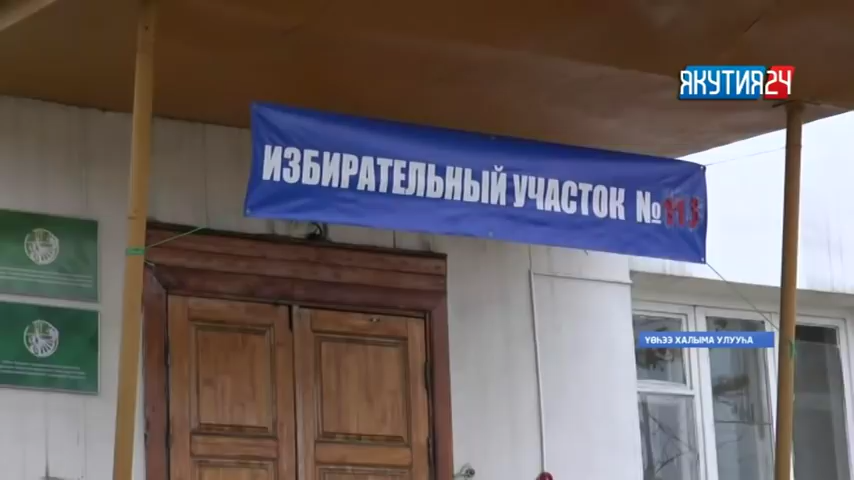 ЯКУТИЯ24
ИЗБИРАТЕЛЬНЫЙ УЧАСТОК №113
ҮӨҺЭЭ ХАЛЫМА УЛУУҺА